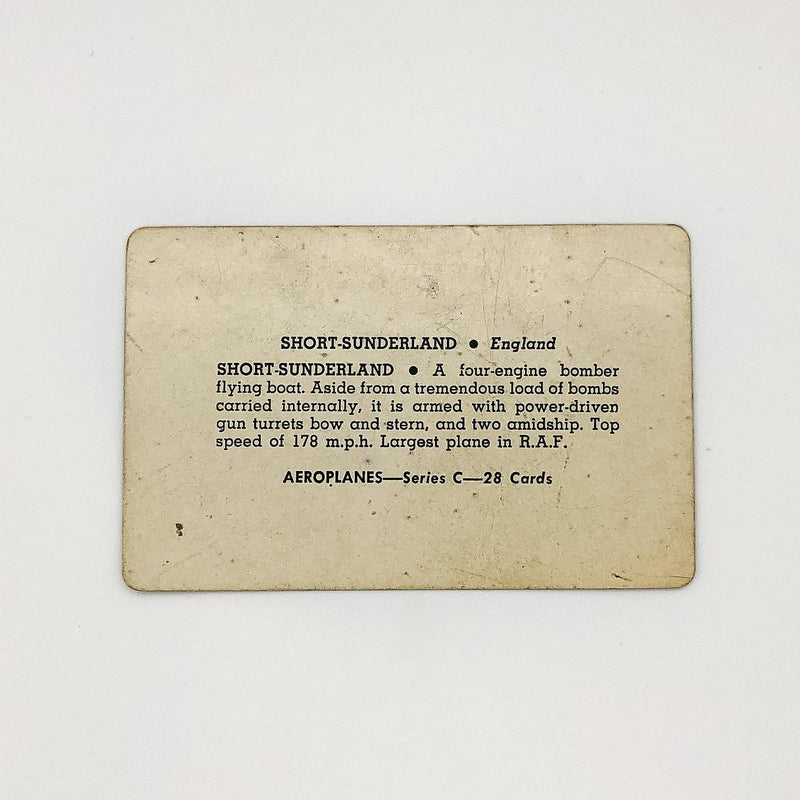 SHORT-SUNDERLAND • England
SHORT-SUNDERLAND • A four-engine bomber
flying boat. Aside from a tremendous load of bombs
carried internally, it is armed with power-driven
gun turrets bow and stern, and two amidship. Top
speed of 178 m.p.h. Largest plane in R.A.F.
AEROPLANES—Series C—28 Cards